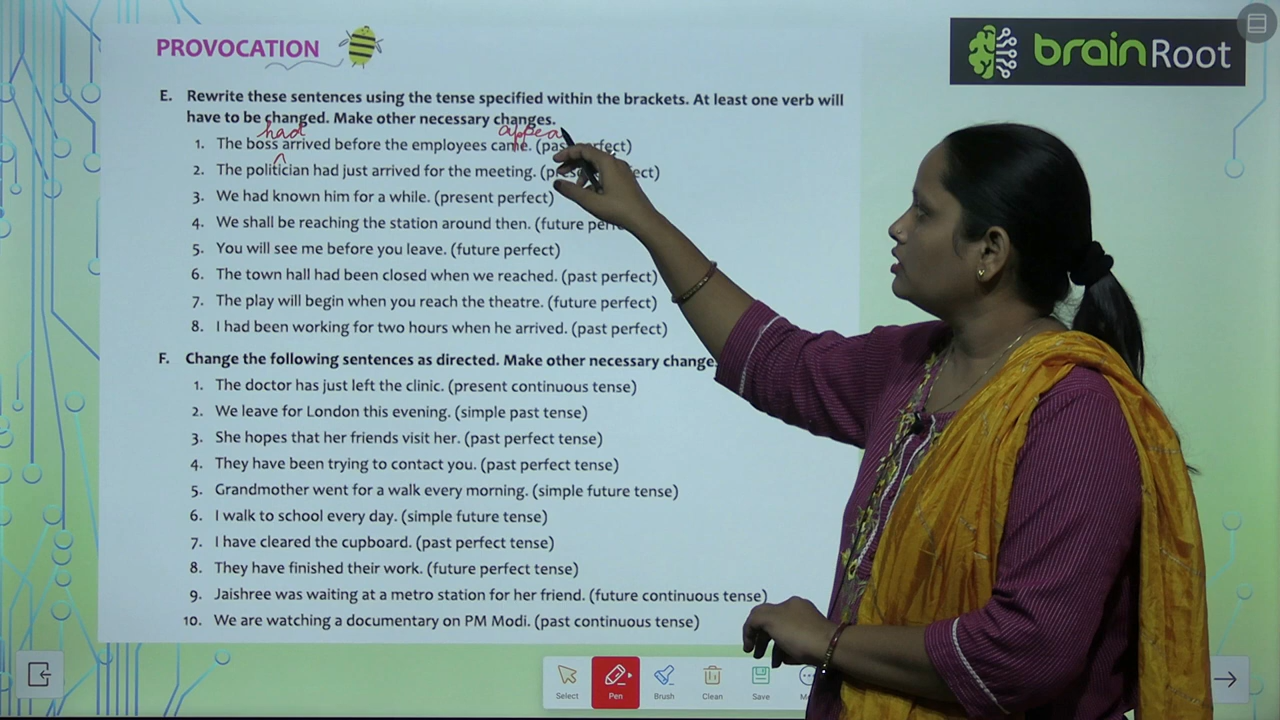 PROVOCATION
brainRoot
E. Rewrite these sentences using the tense specified within the brackets. At least one verb will
have to be changed. Make other necessary changes.
had appea
1. The boss arrived before the employees came. (past perfect)
2. The politician had just arrived for the meeting. (present perfect)
3. We had known him for a while. (present perfect)
4. We shall be reaching the station around then. (future perfect
5. You will see me before you leave. (future perfect)
6. The town hall had been closed when we reached. (past perfect)
7. The play will begin when you reach the theatre. (future perfect)
8. I had been working for two hours when he arrived. (past perfect)
F. Change the following sentences as directed. Make other necessary change
1. The doctor has just left the clinic. (present continuous tense)
2. We leave for London this evening. (simple past tense)
3. She hopes that her friends visit her. (past perfect tense)
4. They have been trying to contact you. (past perfect tense)
5. Grandmother went for a walk every morning. (simple future tense)
6. I walk to school every day. (simple future tense)
7. I have cleared the cupboard. (past perfect tense)
8. They have finished their work. (future perfect tense)
9. Jaishree was waiting at a metro station for her friend. (future continuous tense)
10. We are watching a documentary on PM Modi. (past continuous tense)
Select Pen Brush Clean Save